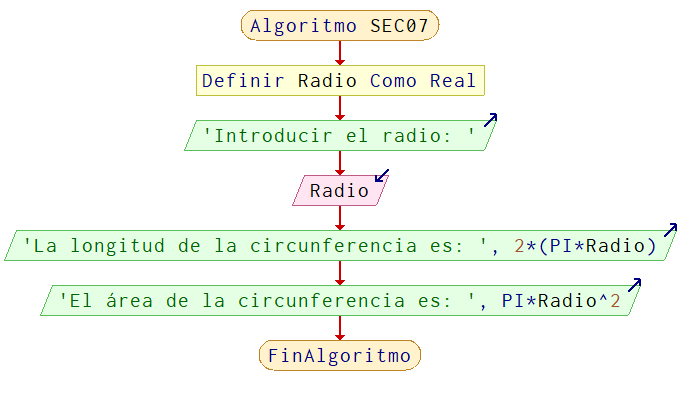 Algoritmo SEC07
Definir Radio Como Real
'Introducir el radio: '
Radio
'La longitud de la circunferencia es: ', 2*(PI*Radio)
'El área de la circunferencia es: ', PI*Radio^2
FinAlgoritmo